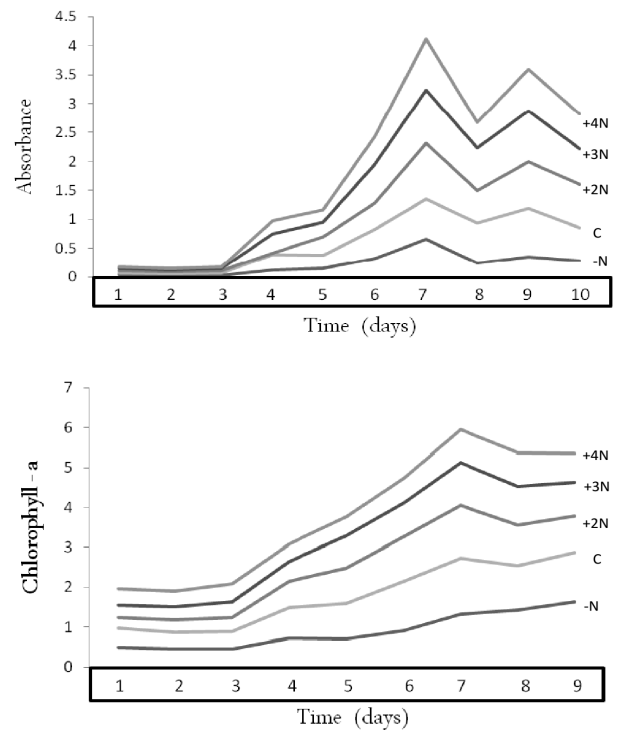 4.5
4
3.5
3
2.5
2
1.5
1
0.5
0
Absorbance
+4N
+3N
+2N
C
-N
1 2 3 4 5 6 7 8 9 10
Time (days)
7
6
5
4
3
2
1
0
Chlorophyll - a
+4N
+3N
+2N
C
-N
1 2 3 4 5 6 7 8 9
Time (days)